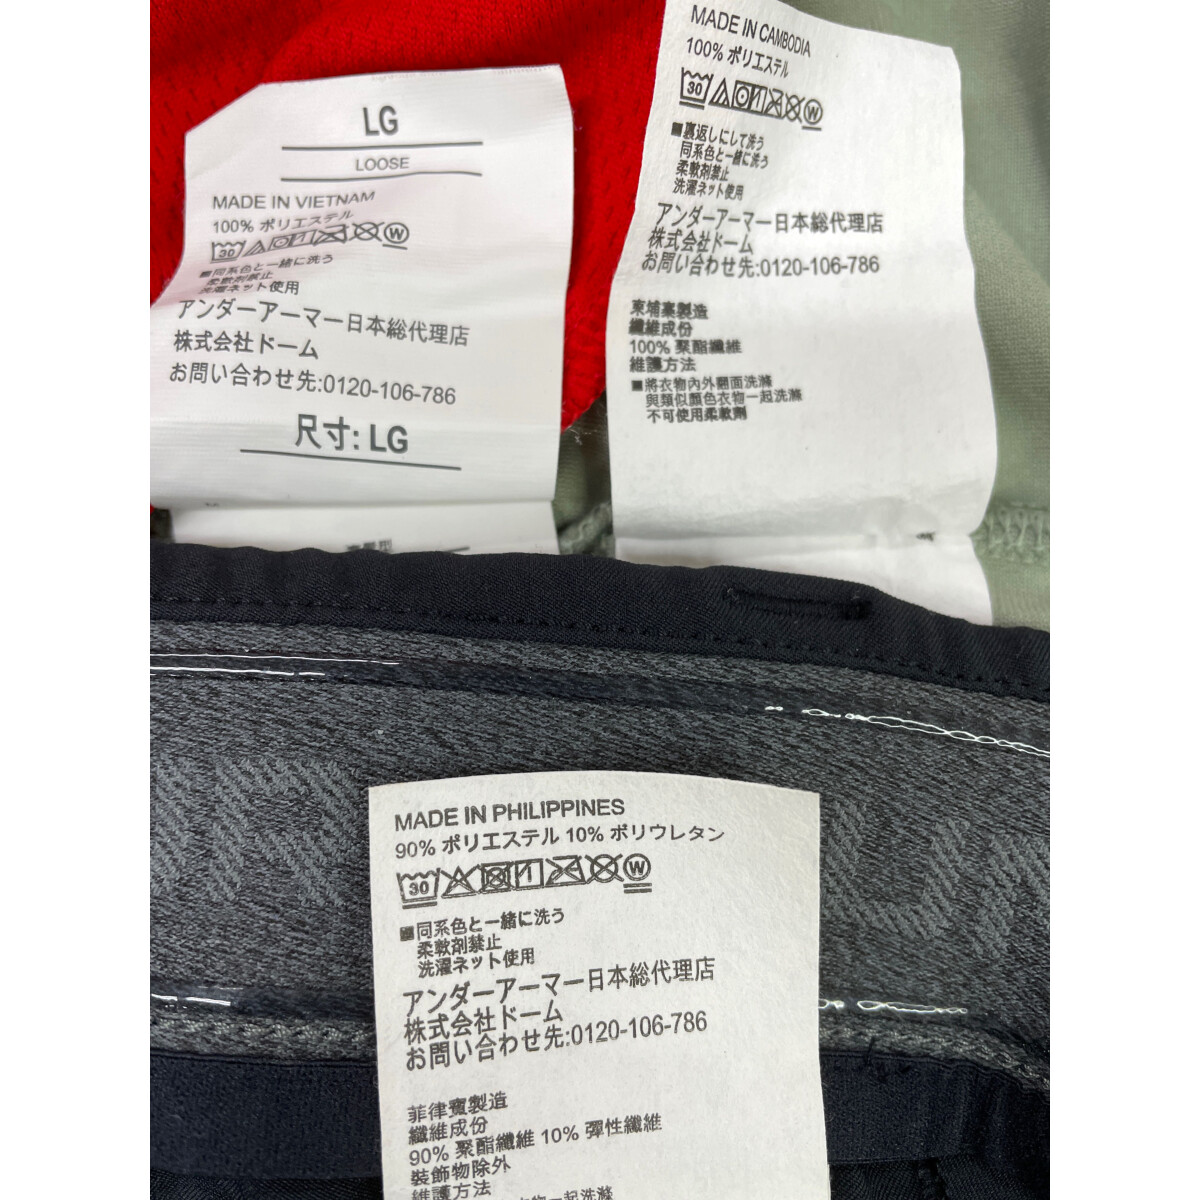 LG
LOOSE
MADE IN VIETNAM
100% ポリエステル
30 W
■同系色と一緒に洗う
柔軟剤禁止
洗濯ネット使用
アンダーアーマー日本総代理店
株式会社ドーム
お問い合わせ先:0120-106-786
尺寸: LG
MADE IN CAMBODIA
100% ポリエステル
30 W
■裏返しにして洗う
同系色と一緒に洗う
柔軟剤禁止
洗濯ネット使用
アンダーアーマー日本総代理店
株式会社ドーム
お問い合わせ先:0120-106-786
柬埔寨製造
纖維成份
100% 聚酯纖維
維護方法
■將衣物內外翻面洗滌
與類似顏色衣物一起洗滌
不可使用柔軟劑
MADE IN PHILIPPINES
90% ポリエステル 10% ポリウレタン
30 W
■同系色と一緒に洗う
柔軟剤禁止
洗濯ネット使用
アンダーアーマー日本総代理店
株式会社ドーム
お問い合わせ先:0120-106-786
菲律賓製造
纖維成份
90% 聚酯纖維 10% 彈性纖維
裝飾物除外
維護方法
衣物一起洗滌